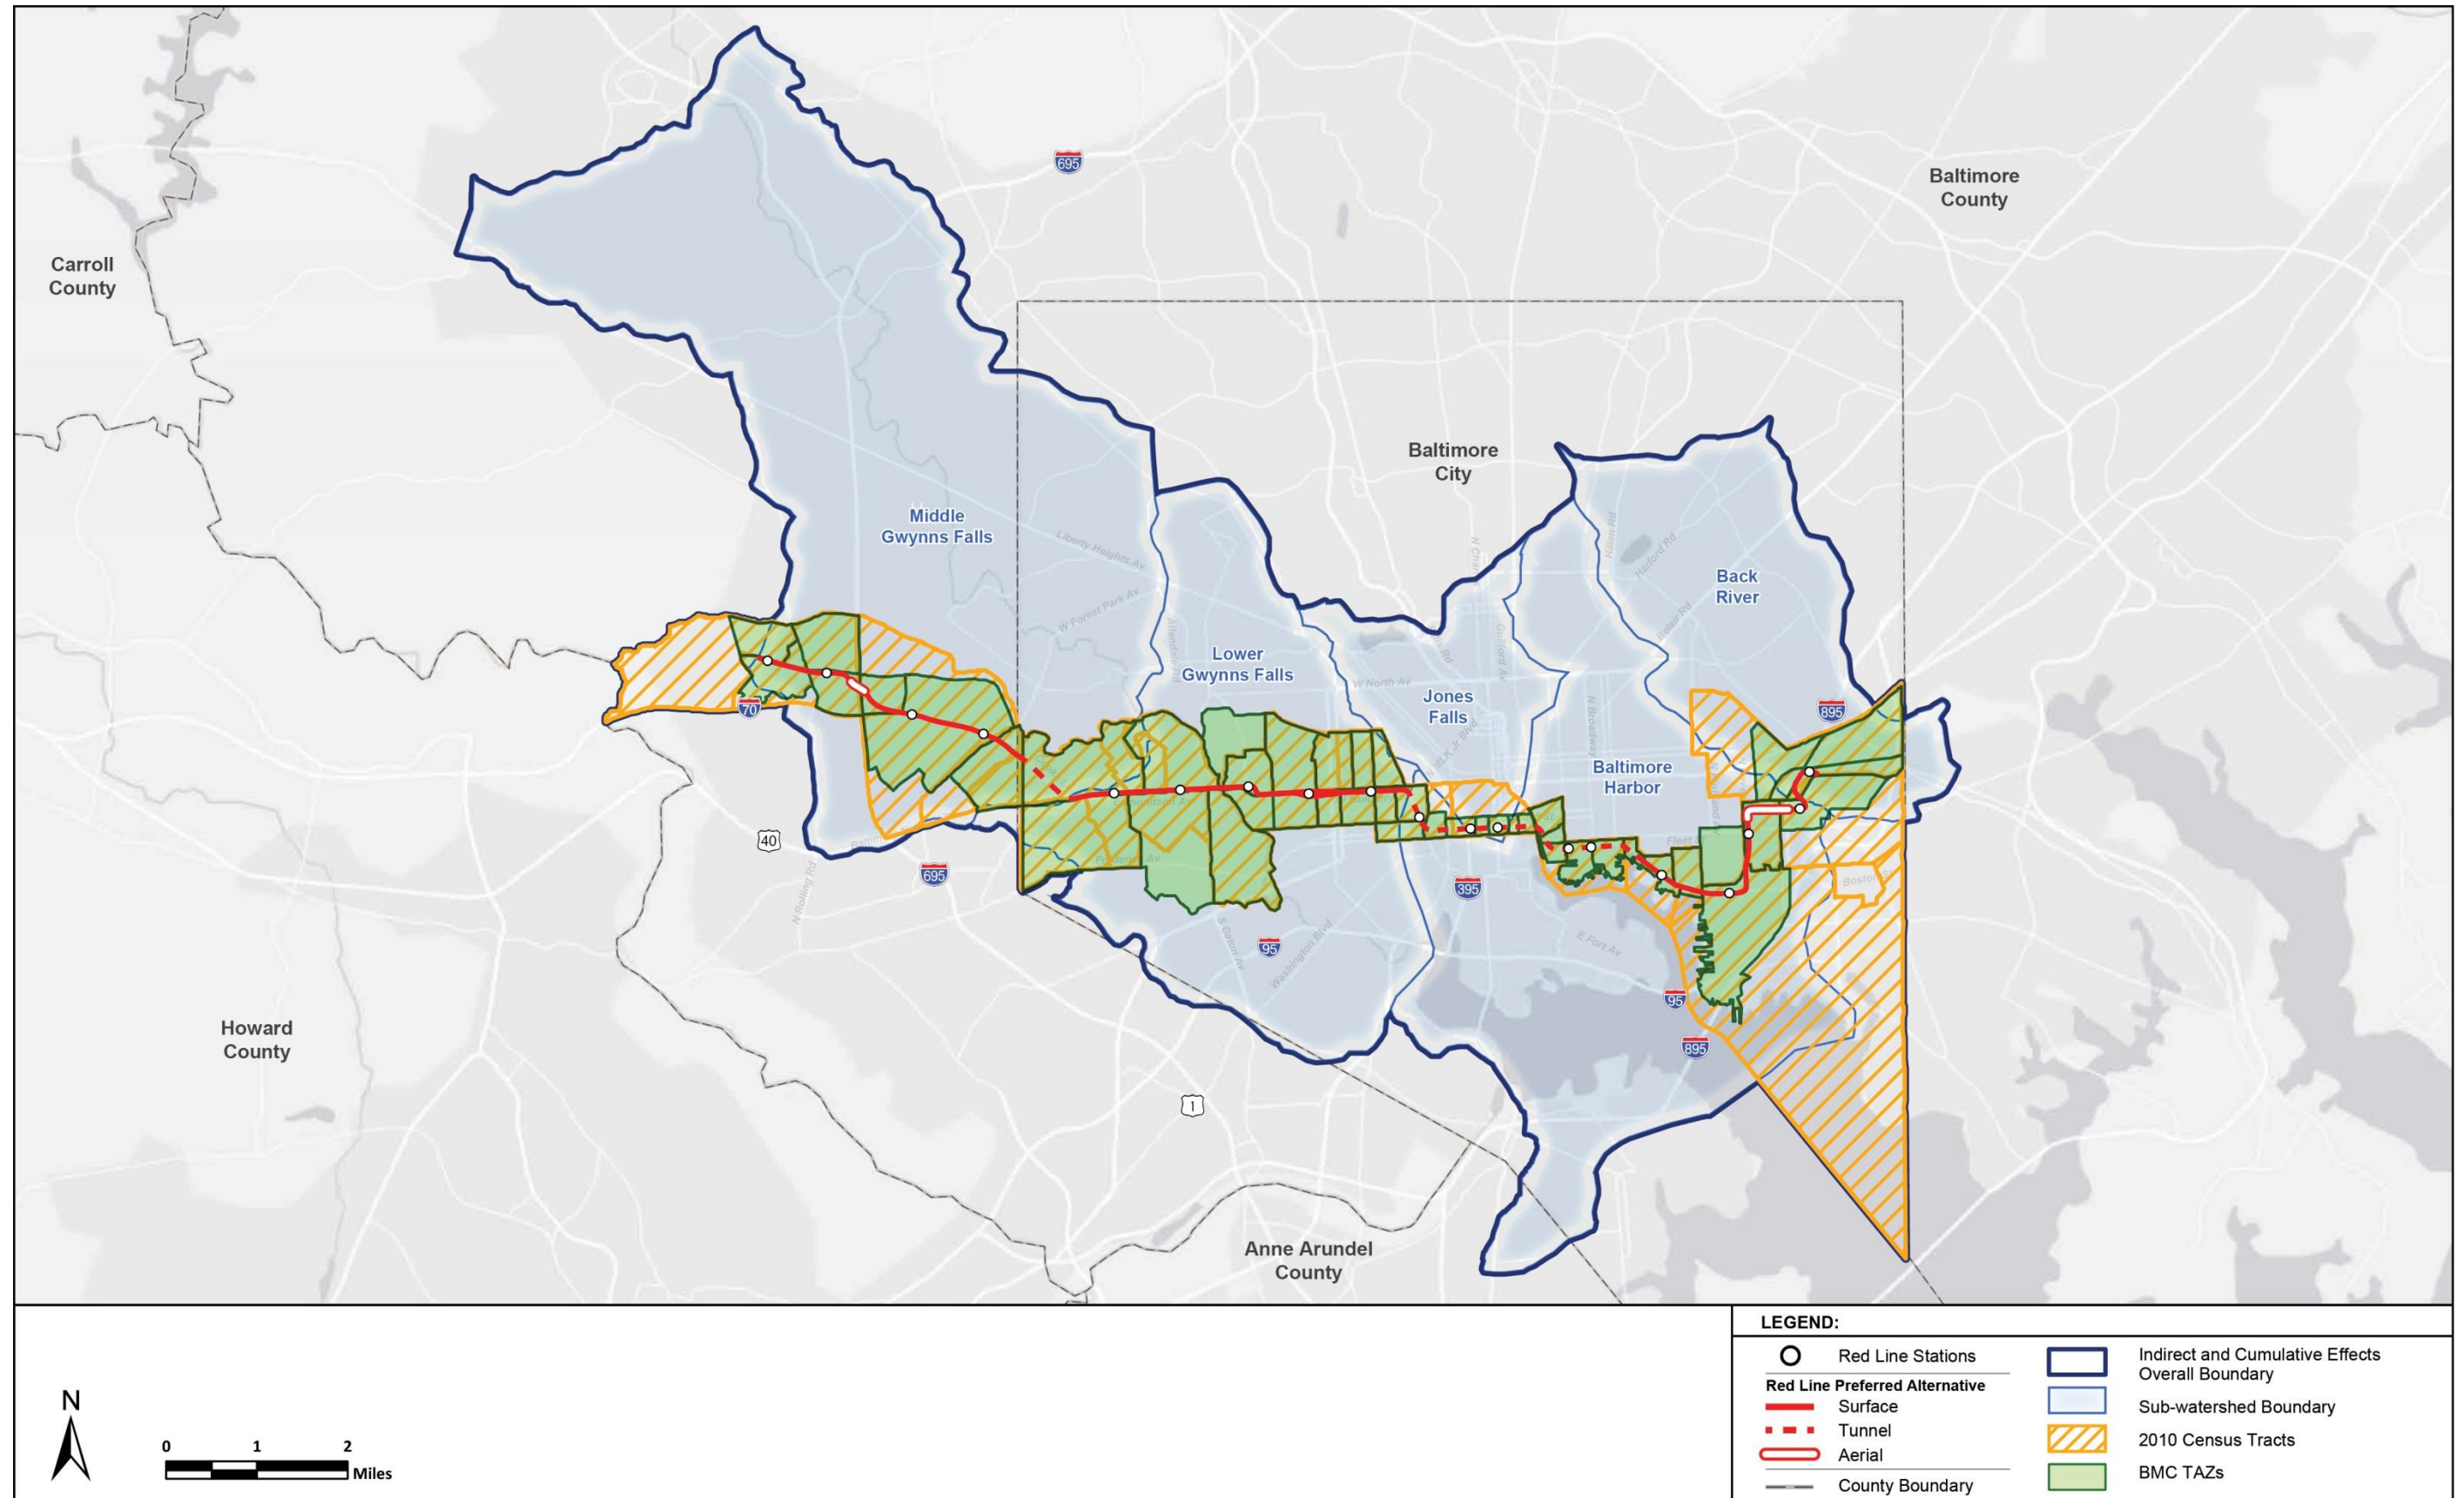 695
Baltimore
County
Carroll
County
Baltimore
City
Middle
Gwynns Falls
Liberty Heights Av
W Forest Park Av
Hillen Rd
Harford Rd
Back
River
Belair Rd
Guilford Av
Lower
Gwynns Falls
W North Av
Jones
Falls
N MLK Jr Blvd
N Broadway
70
895
Baltimore
Harbor
40
N Rolling Rd
695
Frederick Av
395
Boston St
95
S Caton Av
Washington Blvd
E Fort Av
95
895
Howard
County
1
Anne Arundel
County
N
0 1 2
Miles
LEGEND:
Red Line Stations
Red Line Preferred Alternative
Surface
Tunnel
Aerial
County Boundary
Indirect and Cumulative Effects
Overall Boundary
Sub-watershed Boundary
2010 Census Tracts
BMC TAZs